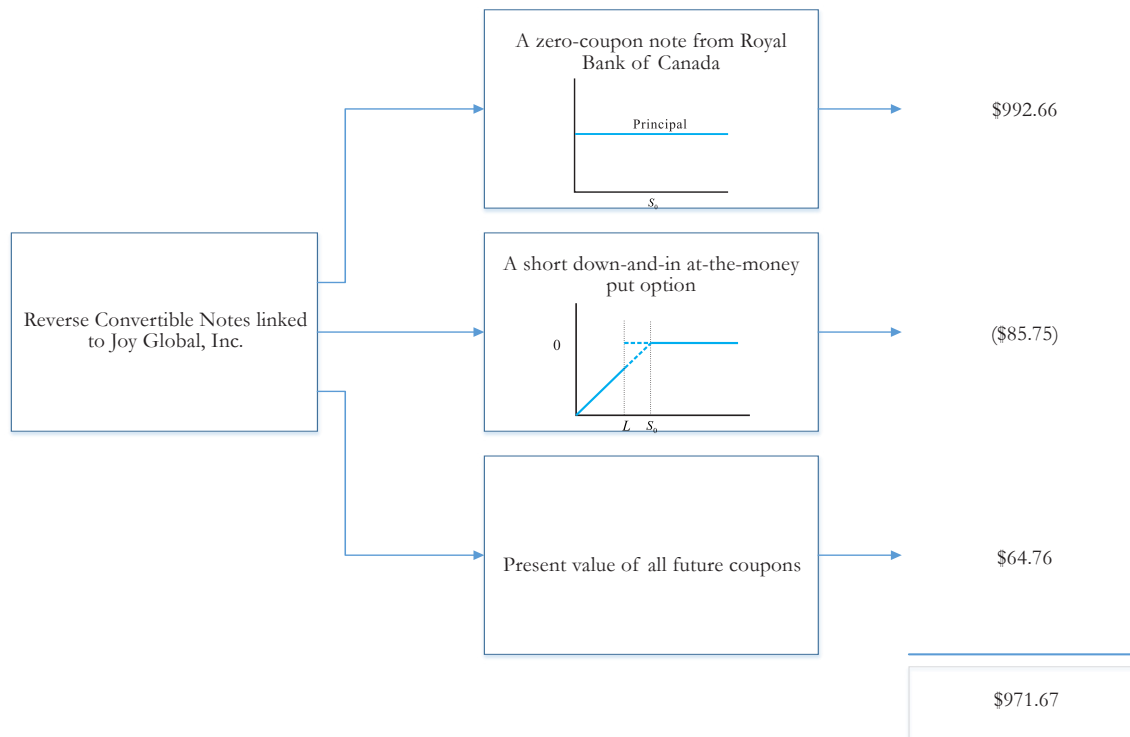 A zero-coupon note from Royal
Bank of Canada
Principal
S₀
$992.66
Reverse Convertible Notes linked
to Joy Global, Inc.
A short down-and-in at-the-money
put option
0
L S₀
($85.75)
Present value of all future coupons
$64.76
$971.67